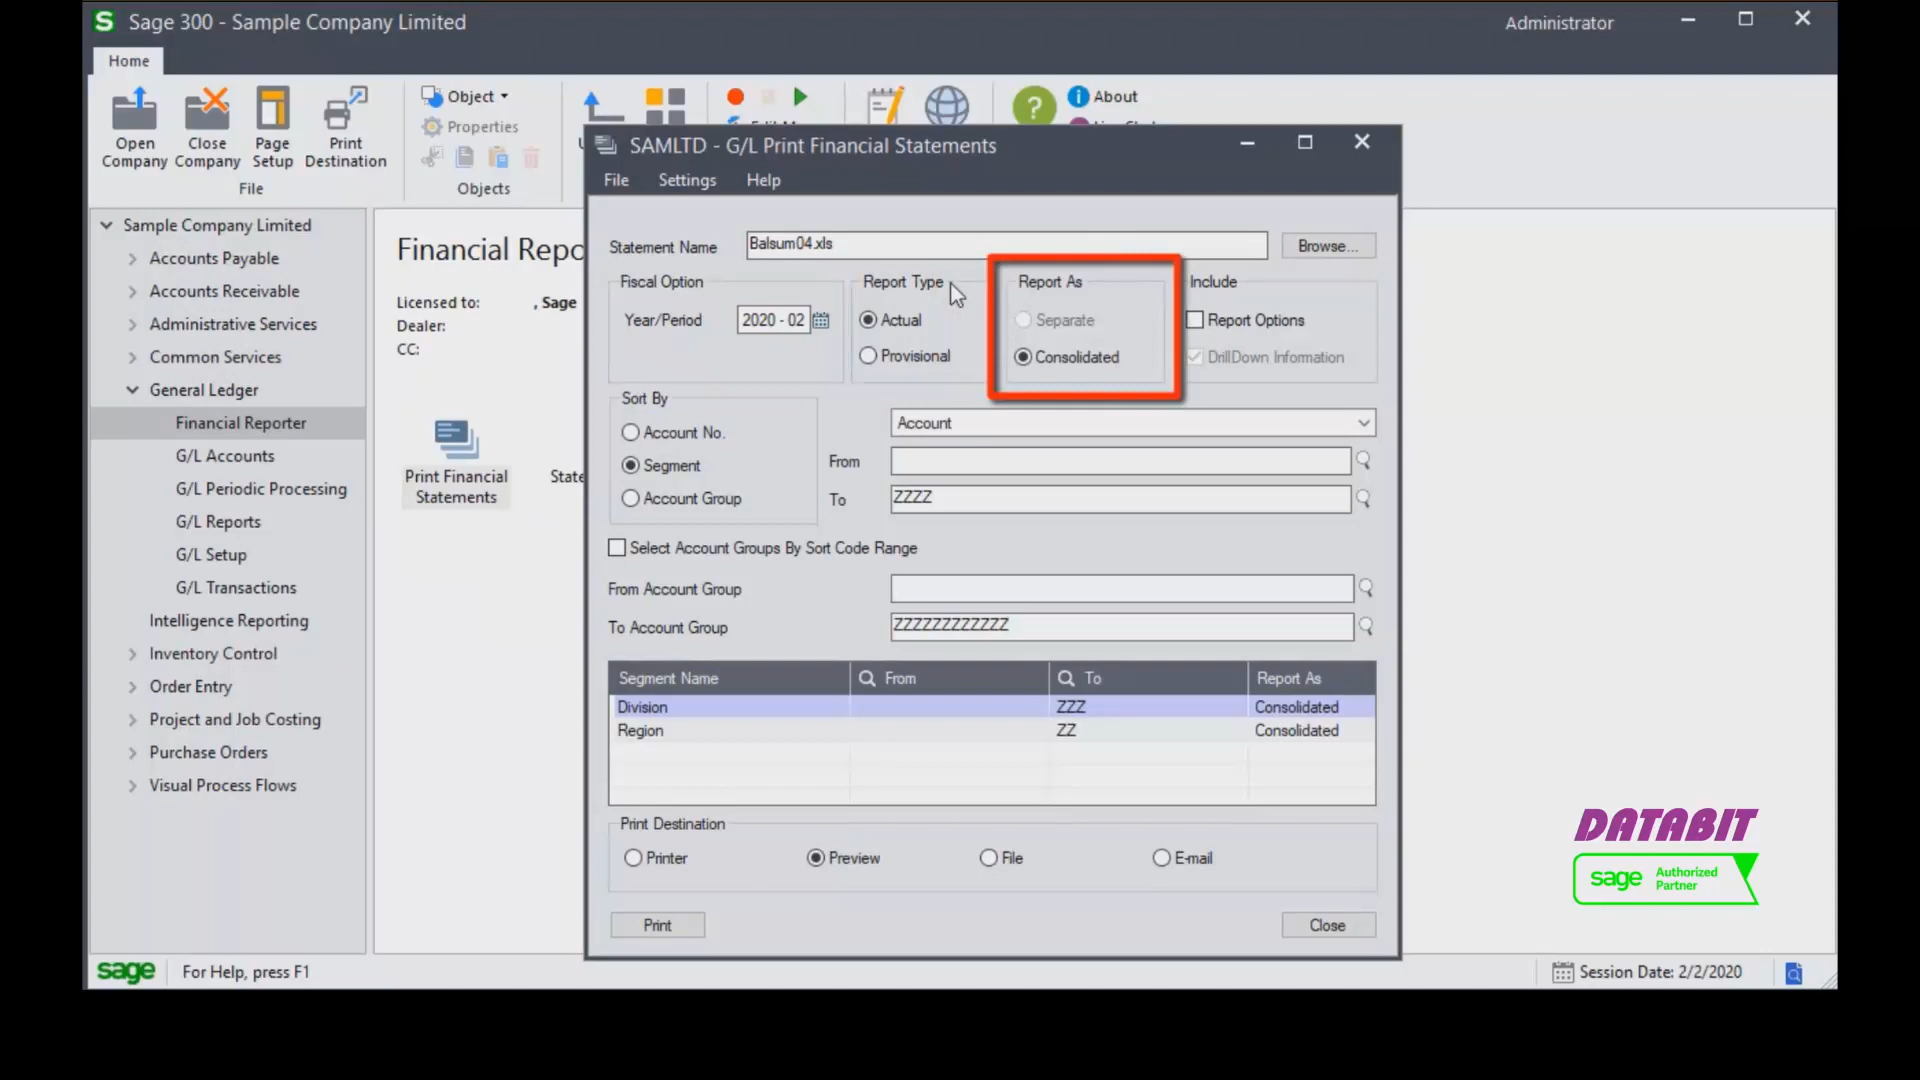 Sage 300 - Sample Company Limited
Administrator
Home
Open Company
Close Company
Page Setup
Print Destination
File
Object
Properties
Objects
About
SAMLTD - G/L Print Financial Statements
File Settings Help
Sample Company Limited
Accounts Payable
Accounts Receivable
Administrative Services
Common Services
General Ledger
Financial Reporter
G/L Accounts
G/L Periodic Processing
G/L Reports
G/L Setup
G/L Transactions
Intelligence Reporting
Inventory Control
Order Entry
Project and Job Costing
Purchase Orders
Visual Process Flows
Financial Repo
Licensed to: , Sage
Dealer:
CC:
Print Financial
Statements
State
Statement Name Balsum04.xls Browse...
Fiscal Option
Year/Period 2020 - 02
Report Type
Actual
Provisional
Report As
Separate
Consolidated
Include
Report Options
DrillDown Information
Sort By
Account No.
Segment
Account Group
Account
From
To ZZZZ
Select Account Groups By Sort Code Range
From Account Group
To Account Group ZZZZZZZZZZZZ
Segment Name From To Report As
Division ZZZ Consolidated
Region ZZ Consolidated
Print Destination
Printer Preview File E-mail
Print Close
DATABIT
sage Authorized
Partner
sage For Help, press F1 Session Date: 2/2/2020